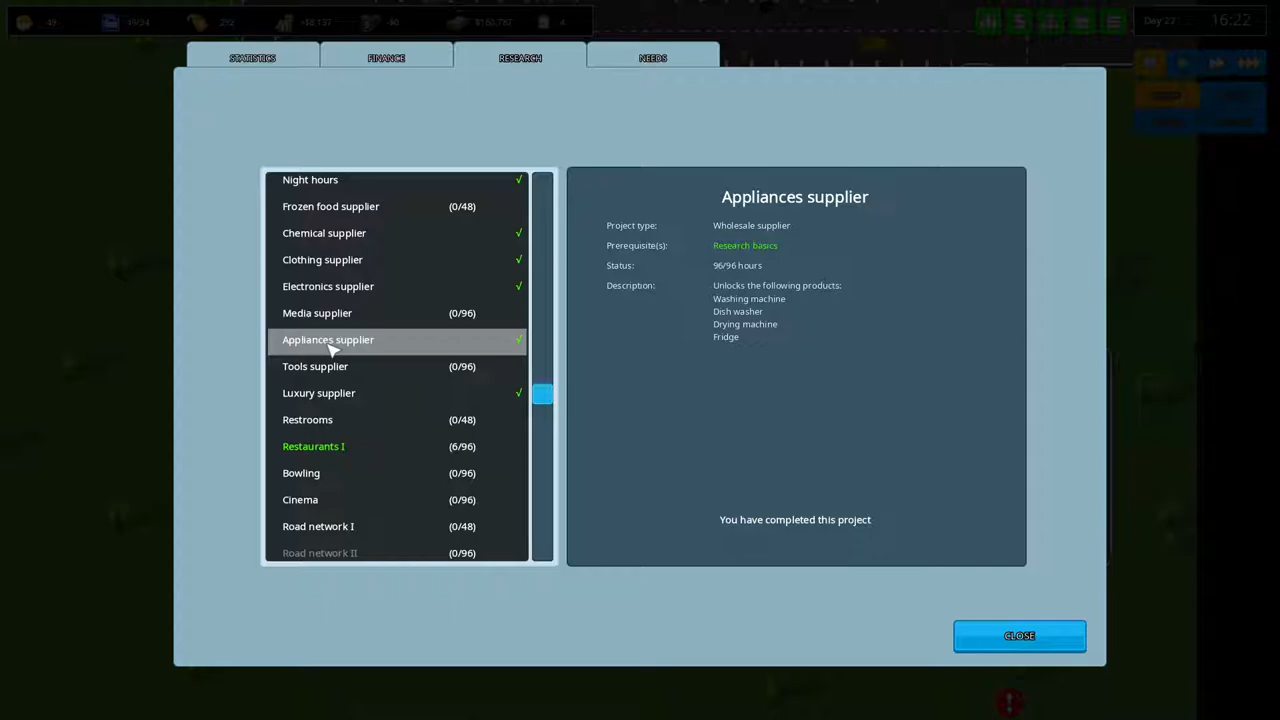 Day 27
16:22
STATISTICS
FINANCE
RESEARCH
NEEDS
Night hours √
Frozen food supplier (0/48)
Chemical supplier √
Clothing supplier √
Electronics supplier √
Media supplier (0/96)
Appliances supplier √
Tools supplier (0/96)
Luxury supplier √
Restrooms (0/48)
Restaurants I (6/96)
Bowling (0/96)
Cinema (0/96)
Road network I (0/48)
Road network II (0/96)
Appliances supplier
Project type: Wholesale supplier
Prerequisite(s): Research basics
Status: 96/96 hours
Description: Unlocks the following products:
Washing machine
Dish washer
Drying machine
Fridge
You have completed this project
CLOSE